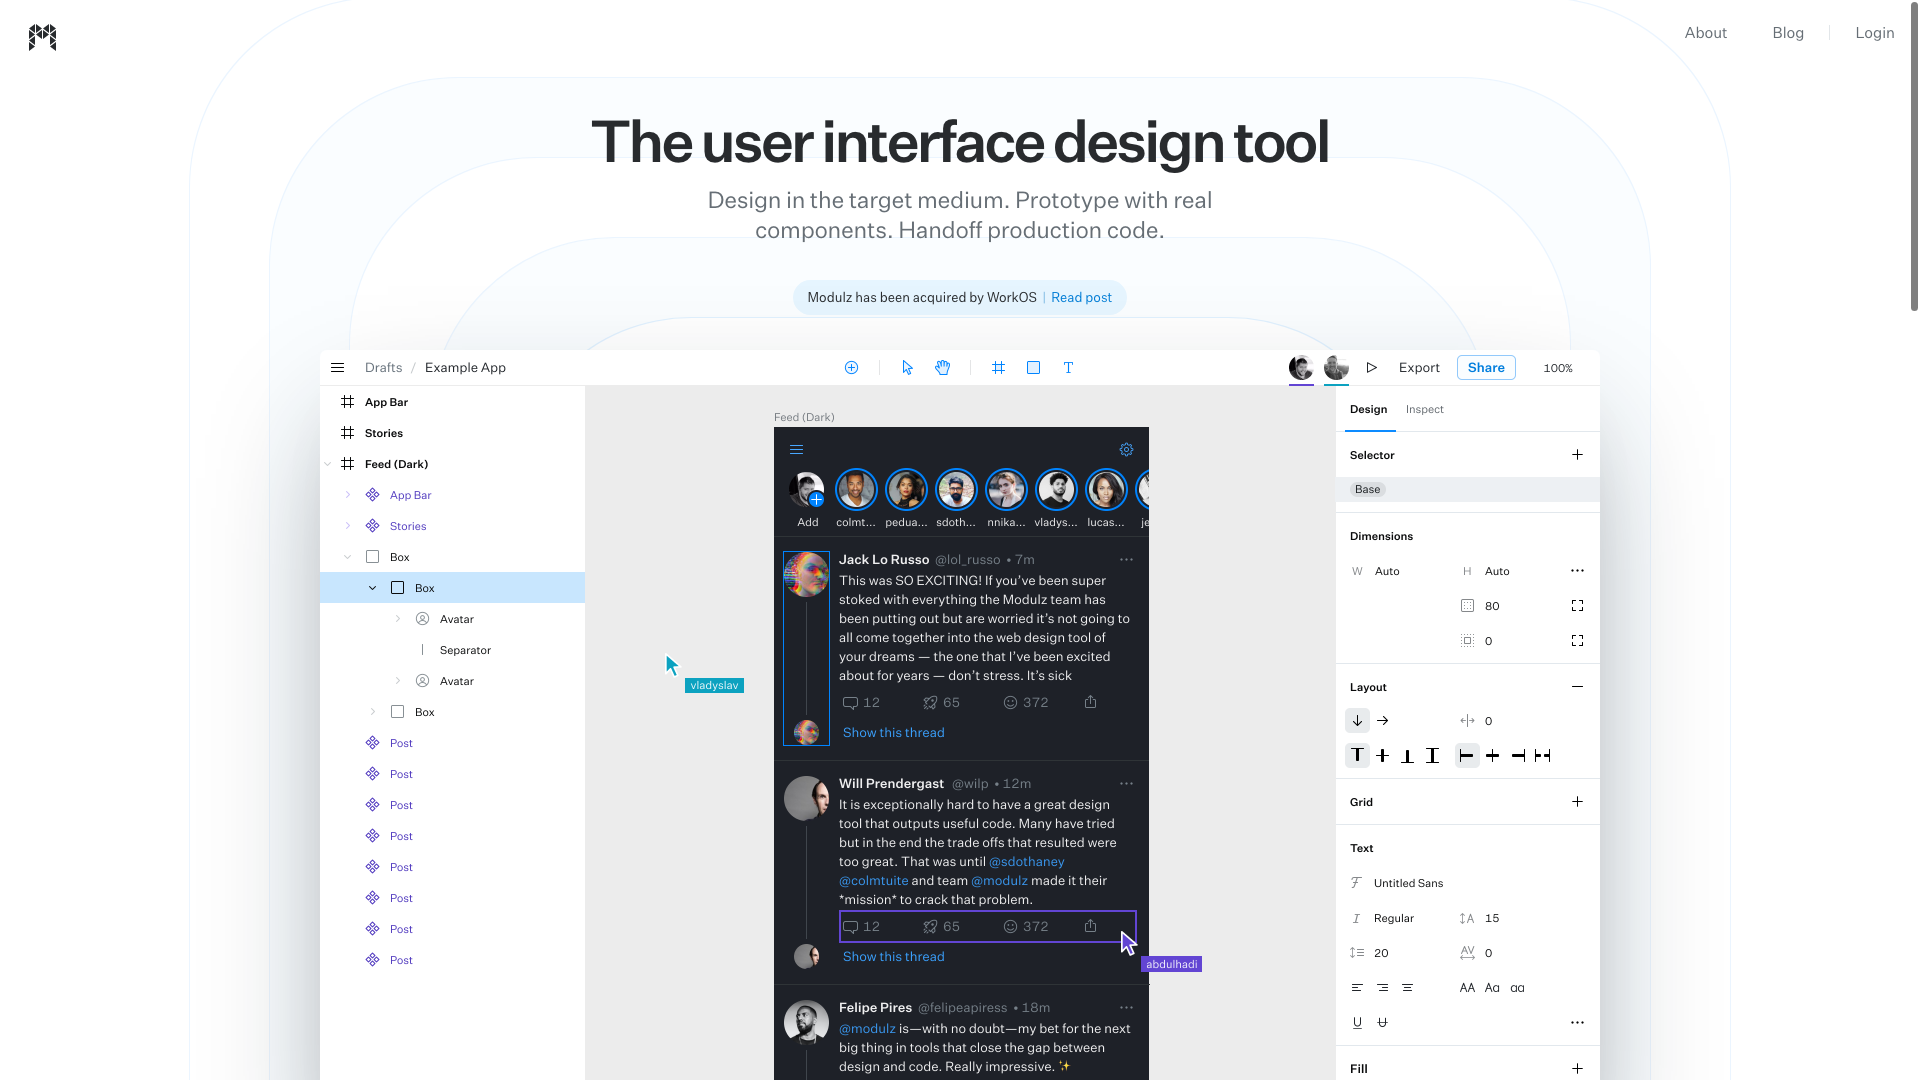 About
Blog
Login
The user interface design tool
Design in the target medium. Prototype with real
components. Handoff production code.
Modulz has been acquired by WorkOS | Read post
Drafts / Example App
T
Export
Share
100%
App Bar
Stories
Feed (Dark)
App Bar
Stories
Box
Box
Avatar
Separator
Avatar
Box
Post
Post
Post
Post
Post
Post
Post
Post
vladyslav
Feed (Dark)
Add
colmt...
pedua...
sdoth...
nnika...
vladys...
lucas...
je
Jack Lo Russo @lol_russo • 7m
This was SO EXCITING! If you’ve been super
stoked with everything the Modulz team has
been putting out but are worried it’s not going to
all come together into the web design tool of
your dreams — the one that I’ve been excited
about for years — don’t stress. It’s sick
12
65
372
Show this thread
Will Prendergast @wilp • 12m
It is exceptionally hard to have a great design
tool that outputs useful code. Many have tried
but in the end the trade offs that resulted were
too great. That was until @sdothaney
@colmtuite and team @modulz made it their
*mission* to crack that problem.
12
65
372
Show this thread
abdulhadi
Felipe Pires @felipeapiress • 18m
@modulz is—with no doubt—my bet for the next
big thing in tools that close the gap between
design and code. Really impressive. ✨
Design
Inspect
Selector
Base
Dimensions
W Auto
H Auto
80
0
Layout
0
Grid
Text
Untitled Sans
I Regular
A 15
20
AV 0
AA Aa aa
U
Fill